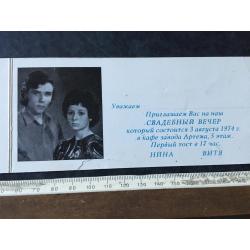 Уважаем
Приглашаем Вас на наш
СВАДЕБНЫЙ ВЕЧЕР
который состоится 3 августа 1974 г.
в кафе завода Артема, 5 этаж.
Первый тост в 17 час.
НИНА ВИТЯ